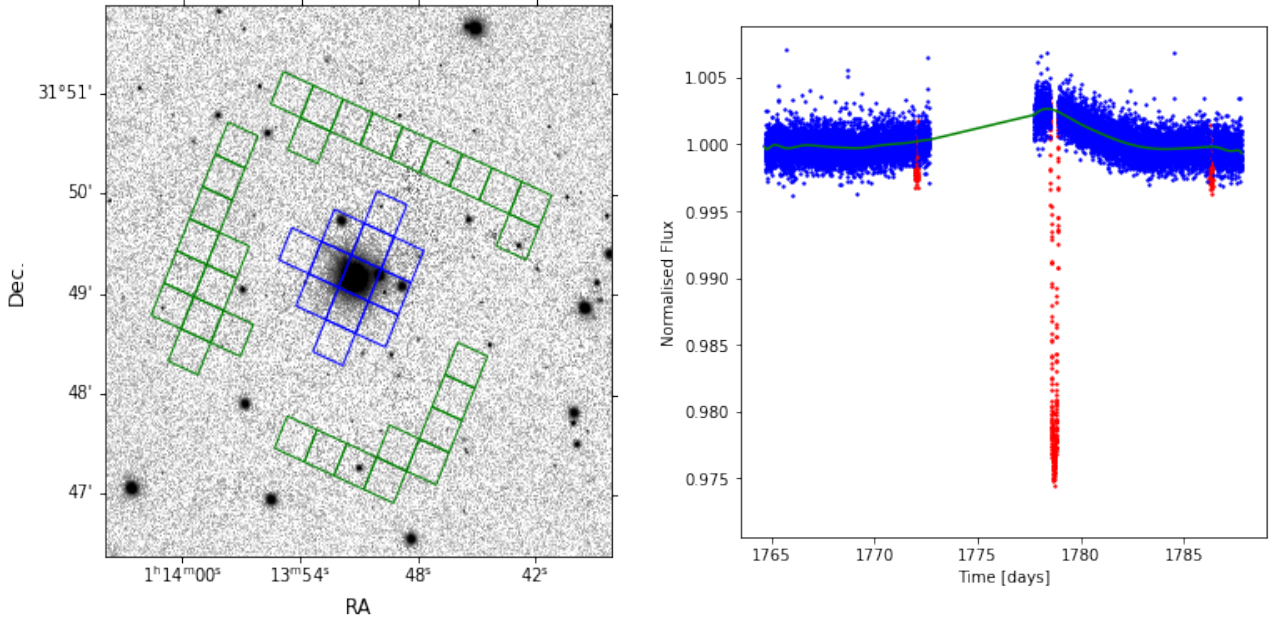 31°51'
50'
49'
48'
47'
Dec.
1ʰ14ᵐ00ˢ
13ᵐ54ˢ
48ˢ
42ˢ
RA
1.005
1.000
0.995
0.990
0.985
0.980
0.975
Normalised Flux
1765
1770
1775
1780
1785
Time [days]